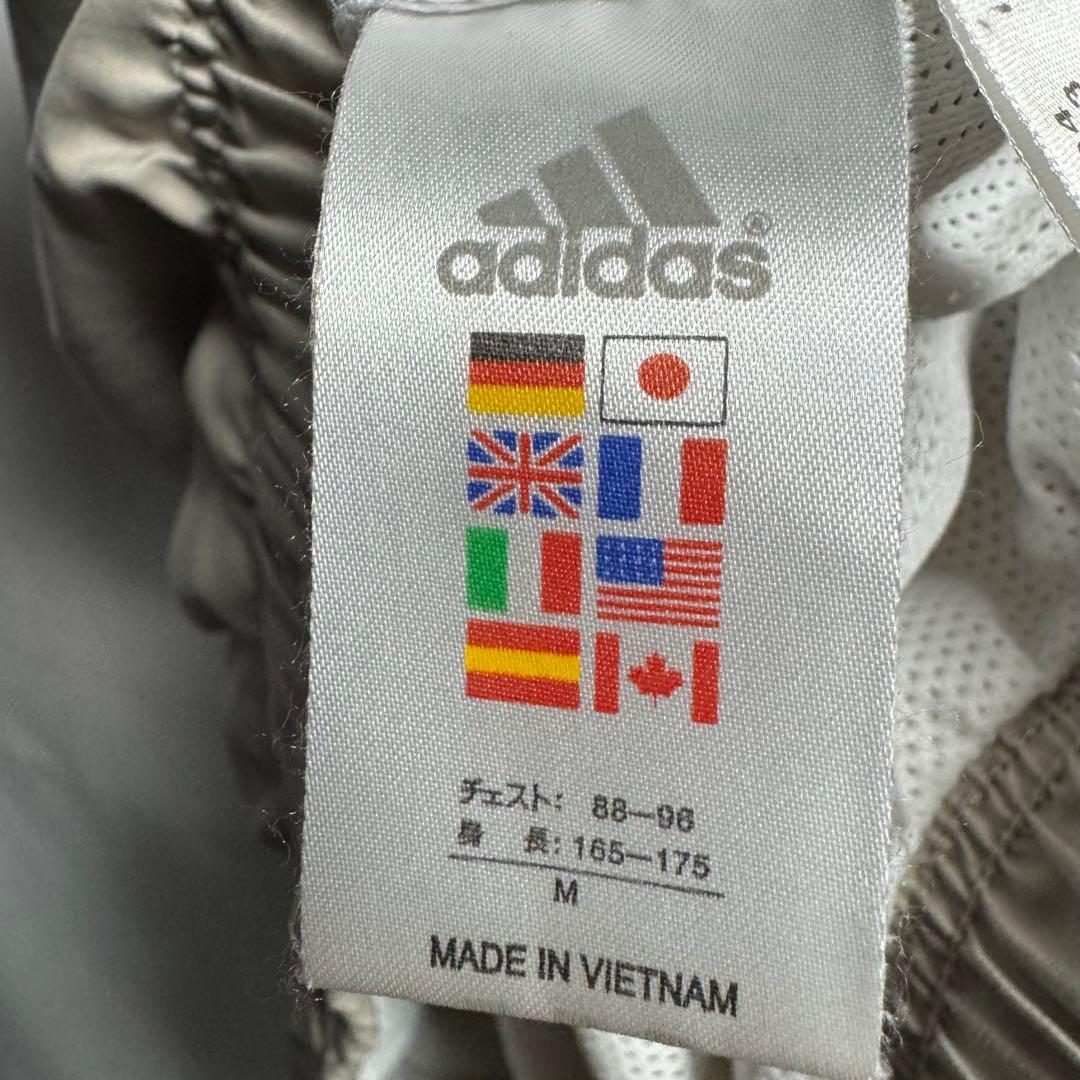 adidas®
チェスト: 88—96
身 長: 165—175
M
MADE IN VIETNAM